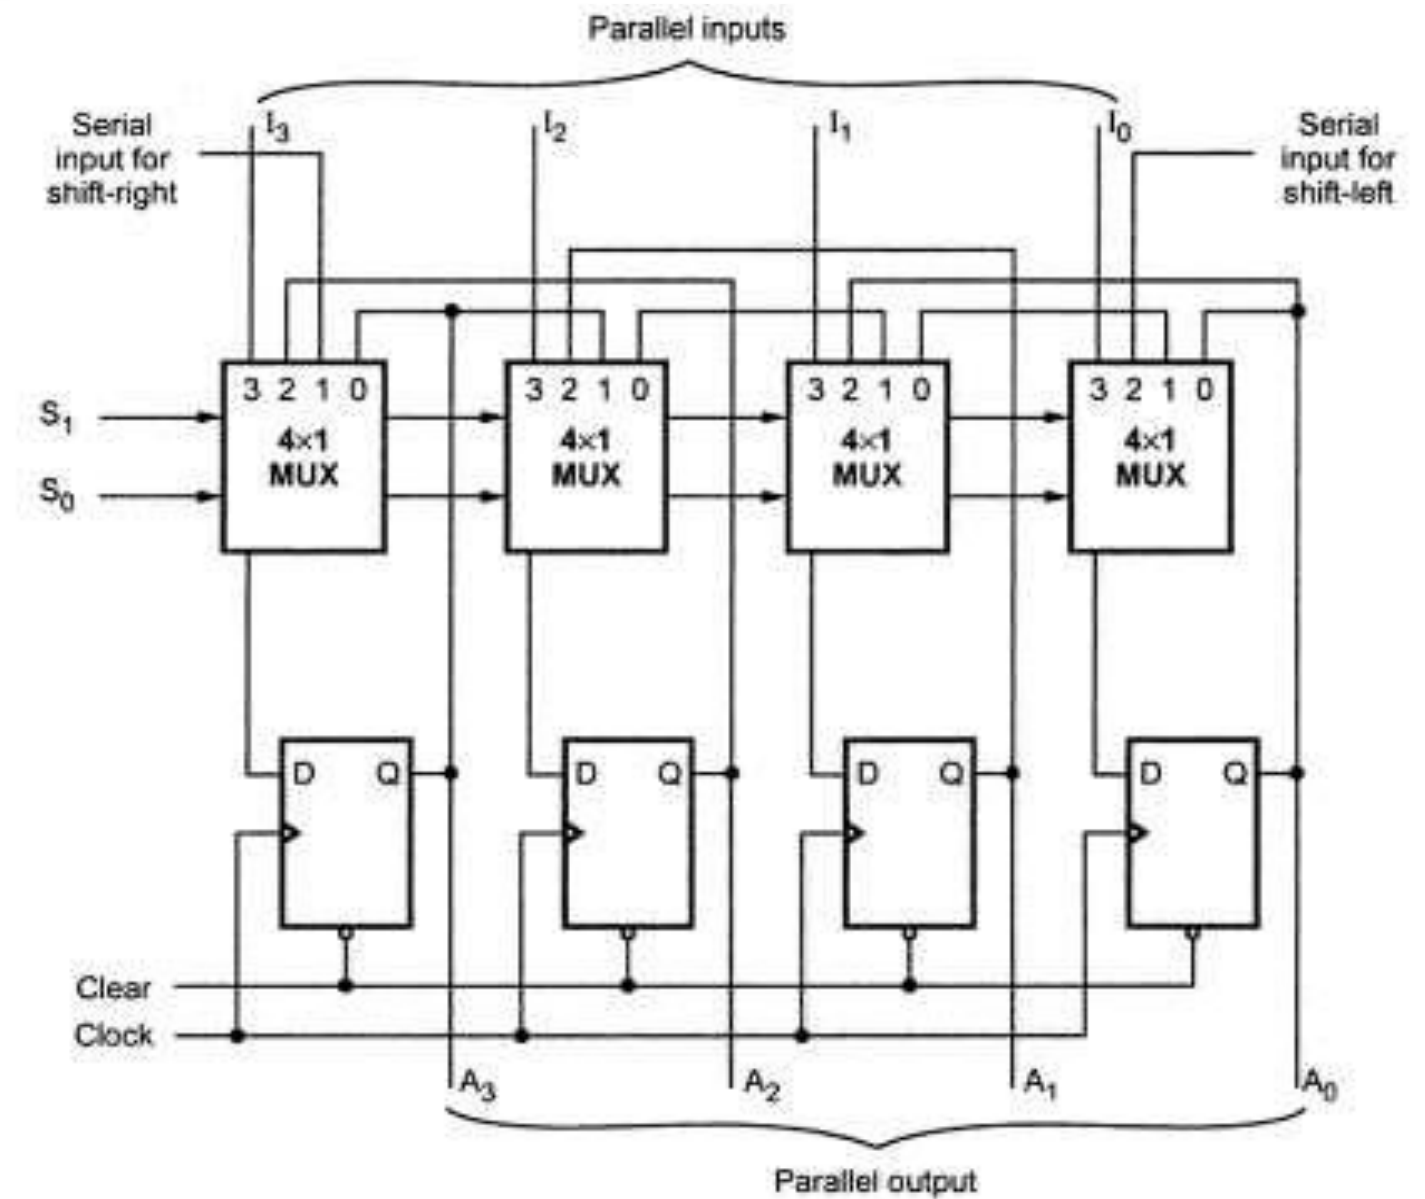 Parallel inputs
Serial
input for
shift-right
I3
I2
I1
I0
Serial
input for
shift-left
3 2 1 0
4×1
MUX
3 2 1 0
4×1
MUX
3 2 1 0
4×1
MUX
3 2 1 0
4×1
MUX
S1
S0
D Q
D Q
D Q
D Q
Clear
Clock
A3
A2
A1
A0
Parallel output